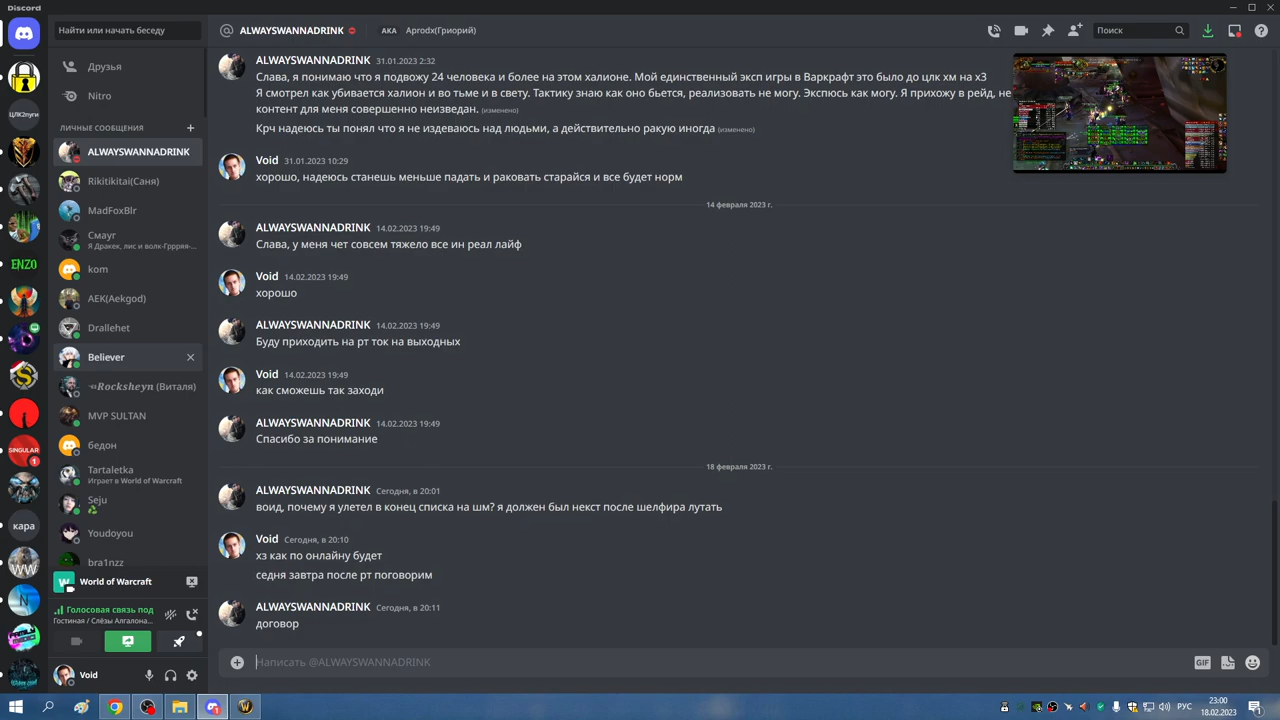 Discord
Найти или начать беседу
ALWAYSWANNADRINK
AKA Aprodx(Гриорий)
Поиск
Друзья
Nitro
ЛИЧНЫЕ СООБЩЕНИЯ
ALWAYSWANNADRINK
Rikitikitai(Саня)
MadFoxBlr
Смауг
Я Дракек, лис и волк-Гррряя-...
kom
AEK(Aekgod)
Drallehet
Believer
Rocksheyn (Виталя)
MVP SULTAN
бедон
Tartaletka
Играет в World of Warcraft
Seju
Youdoyou
bra1nzz
World of Warcraft
Голосовая связь под
Гостиная / Слёзы Алгалона...
Void
ЦЛК2пуги
ENZO
SINGULAR
1
кара
ALWAYSWANNADRINK 31.01.2023 2:32
Слава, я понимаю что я подвожу 24 человека и более на этом халионе. Мой единственный эксп игры в Варкрафт это было до цлк хм на х3
Я смотрел как убивается халион и во тьме и в свету. Тактику знаю как оно бьется, реализовать не могу. Экспюсь как могу. Я прихожу в рейд, не
контент для меня совершенно неизведан. (изменено)
Крч надеюсь ты понял что я не издеваюсь над людьми, а действительно ракую иногда (изменено)
Void 31.01.2023 11:29
хорошо, надеюсь станешь меньше падать и раковать старайся и все будет норм
14 февраля 2023 г.
ALWAYSWANNADRINK 14.02.2023 19:49
Слава, у меня чет совсем тяжело все ин реал лайф
Void 14.02.2023 19:49
хорошо
ALWAYSWANNADRINK 14.02.2023 19:49
Буду приходить на рт ток на выходных
Void 14.02.2023 19:49
как сможешь так заходи
ALWAYSWANNADRINK 14.02.2023 19:49
Спасибо за понимание
18 февраля 2023 г.
ALWAYSWANNADRINK Сегодня, в 20:01
воид, почему я улетел в конец списка на шм? я должен был некст после шелфира лутать
Void Сегодня, в 20:10
хз как по онлайну будет
седня завтра после рт поговорим
ALWAYSWANNADRINK Сегодня, в 20:11
договор
Написать @ALWAYSWANNADRINK
GIF
РУС
23:00
18.02.2023